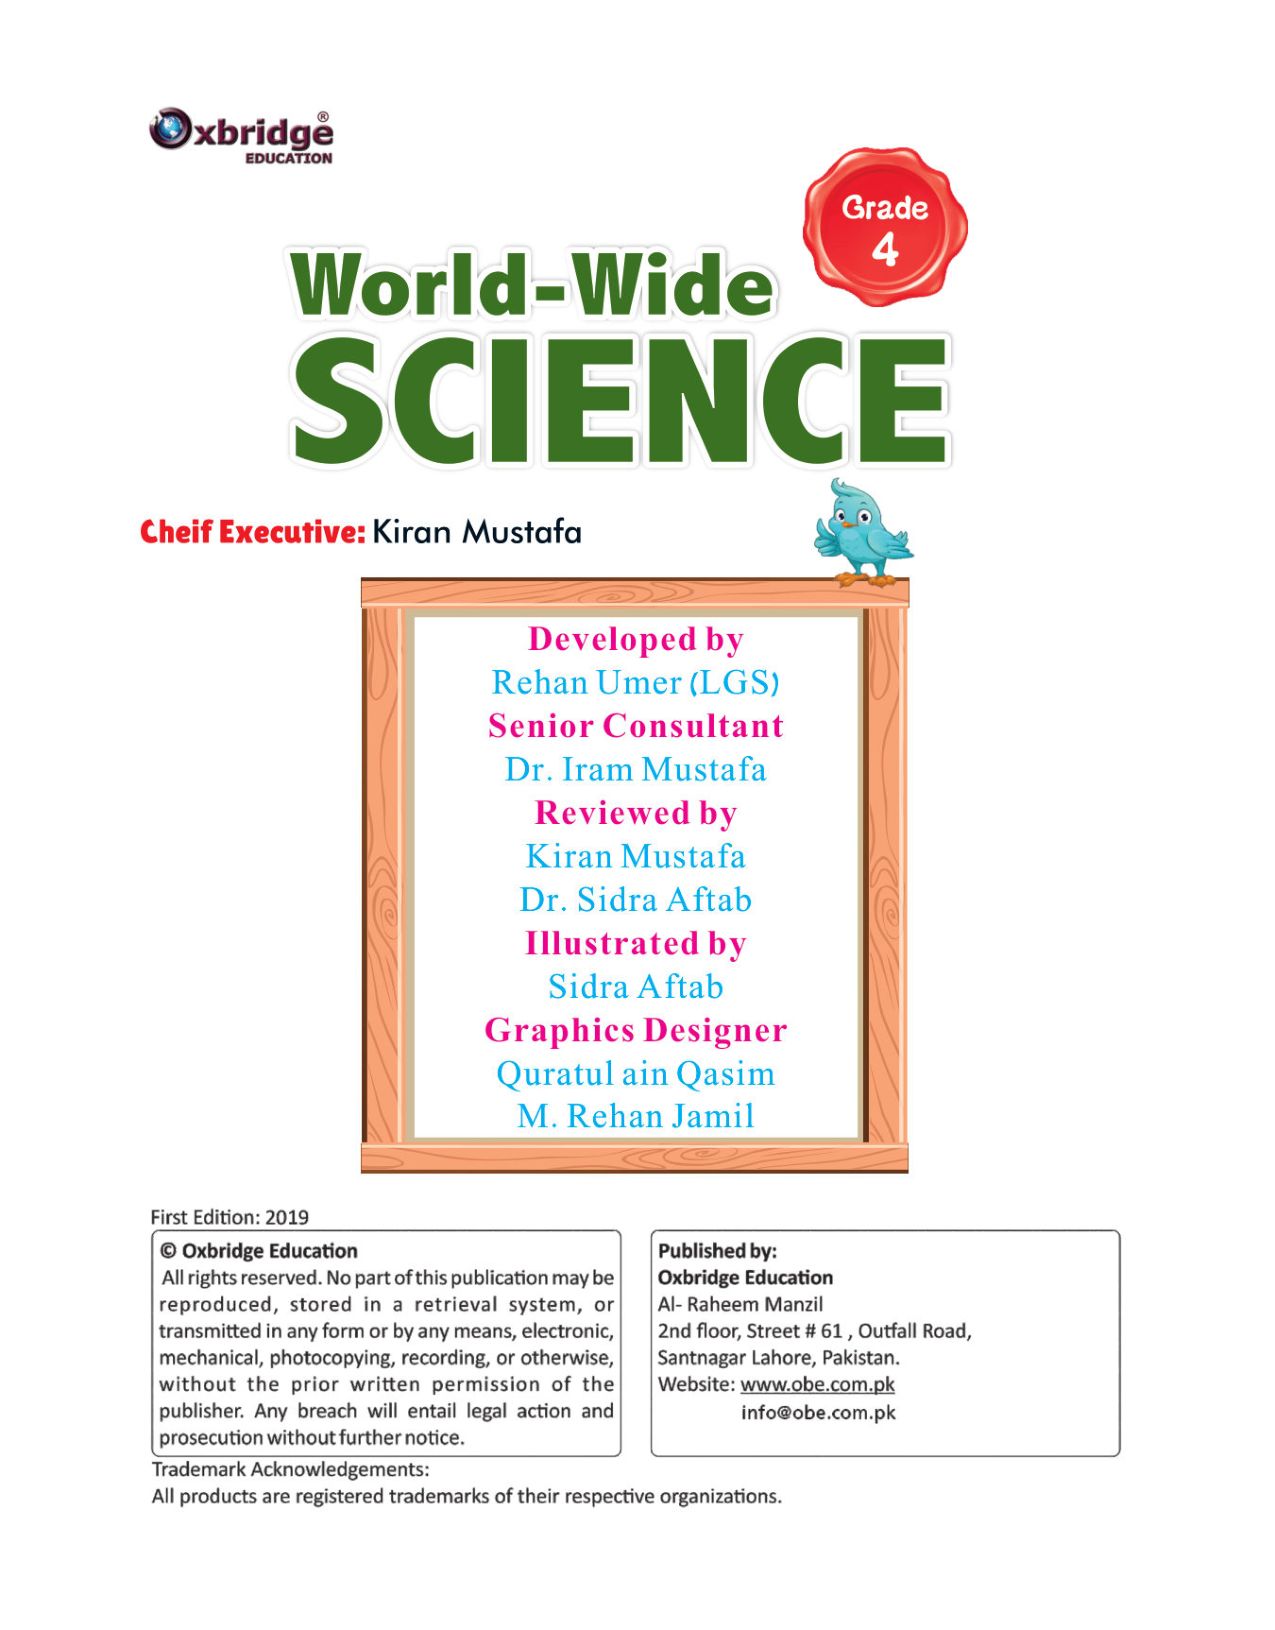 Oxbridge®
EDUCATION
Grade
4
World-Wide
SCIENCE
Cheif Executive: Kiran Mustafa
Developed by
Rehan Umer (LGS)
Senior Consultant
Dr. Iram Mustafa
Reviewed by
Kiran Mustafa
Dr. Sidra Aftab
Illustrated by
Sidra Aftab
Graphics Designer
Quratul ain Qasim
M. Rehan Jamil
First Edition: 2019
© Oxbridge Education
All rights reserved. No part of this publication may be
reproduced, stored in a retrieval system, or
transmitted in any form or by any means, electronic,
mechanical, photocopying, recording, or otherwise,
without the prior written permission of the
publisher. Any breach will entail legal action and
prosecution without further notice.
Published by:
Oxbridge Education
Al- Raheem Manzil
2nd floor, Street # 61 , Outfall Road,
Santnagar Lahore, Pakistan.
Website: www.obe.com.pk
info@obe.com.pk
Trademark Acknowledgements:
All products are registered trademarks of their respective organizations.